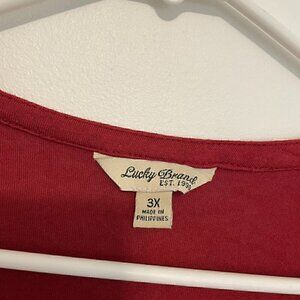 Lucky Brand
EST. 1990
3X
MADE IN
PHILIPPINES